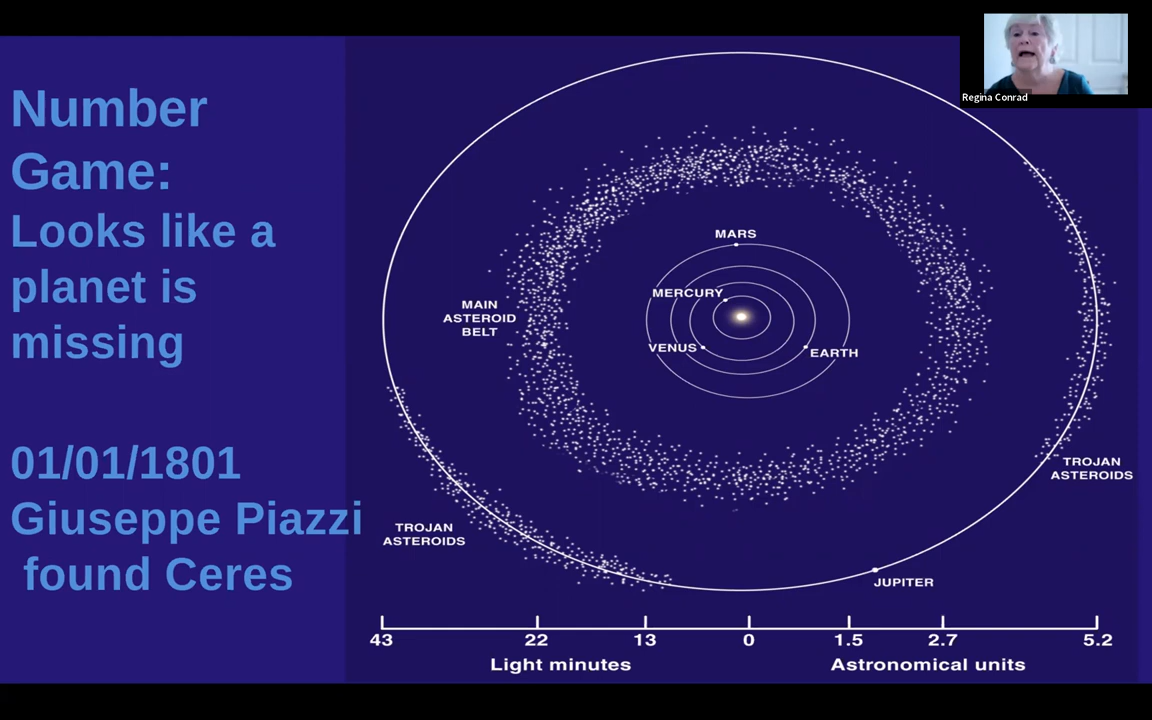 Number
Game:
Looks like a
planet is
missing
01/01/1801
Giuseppe Piazzi
found Ceres
Regina Conrad
MARS
MERCURY
MAIN
ASTEROID
BELT
VENUS
EARTH
TROJAN
ASTEROIDS
TROJAN
ASTEROIDS
JUPITER
43 22 13 0 1.5 2.7 5.2
Light minutes Astronomical units